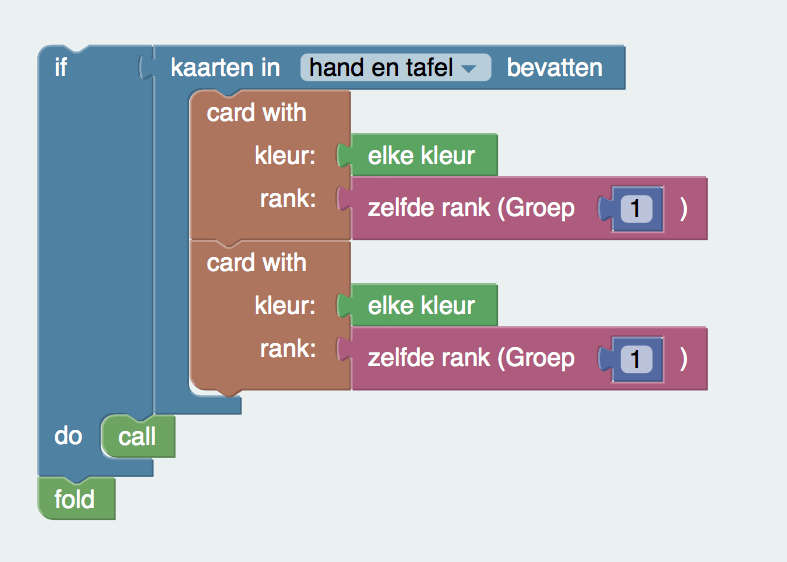 if kaarten in hand en tafel bevatten
card with
kleur: elke kleur
rank: zelfde rank (Groep 1 )
card with
kleur: elke kleur
rank: zelfde rank (Groep 1 )
do call
fold